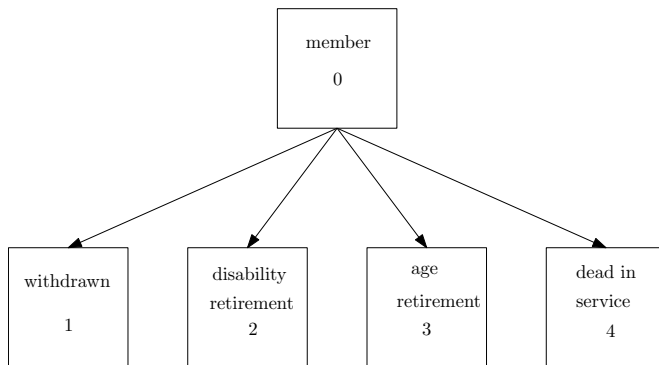 member
0
withdrawn
1
disability
retirement
2
age
retirement
3
dead in
service
4